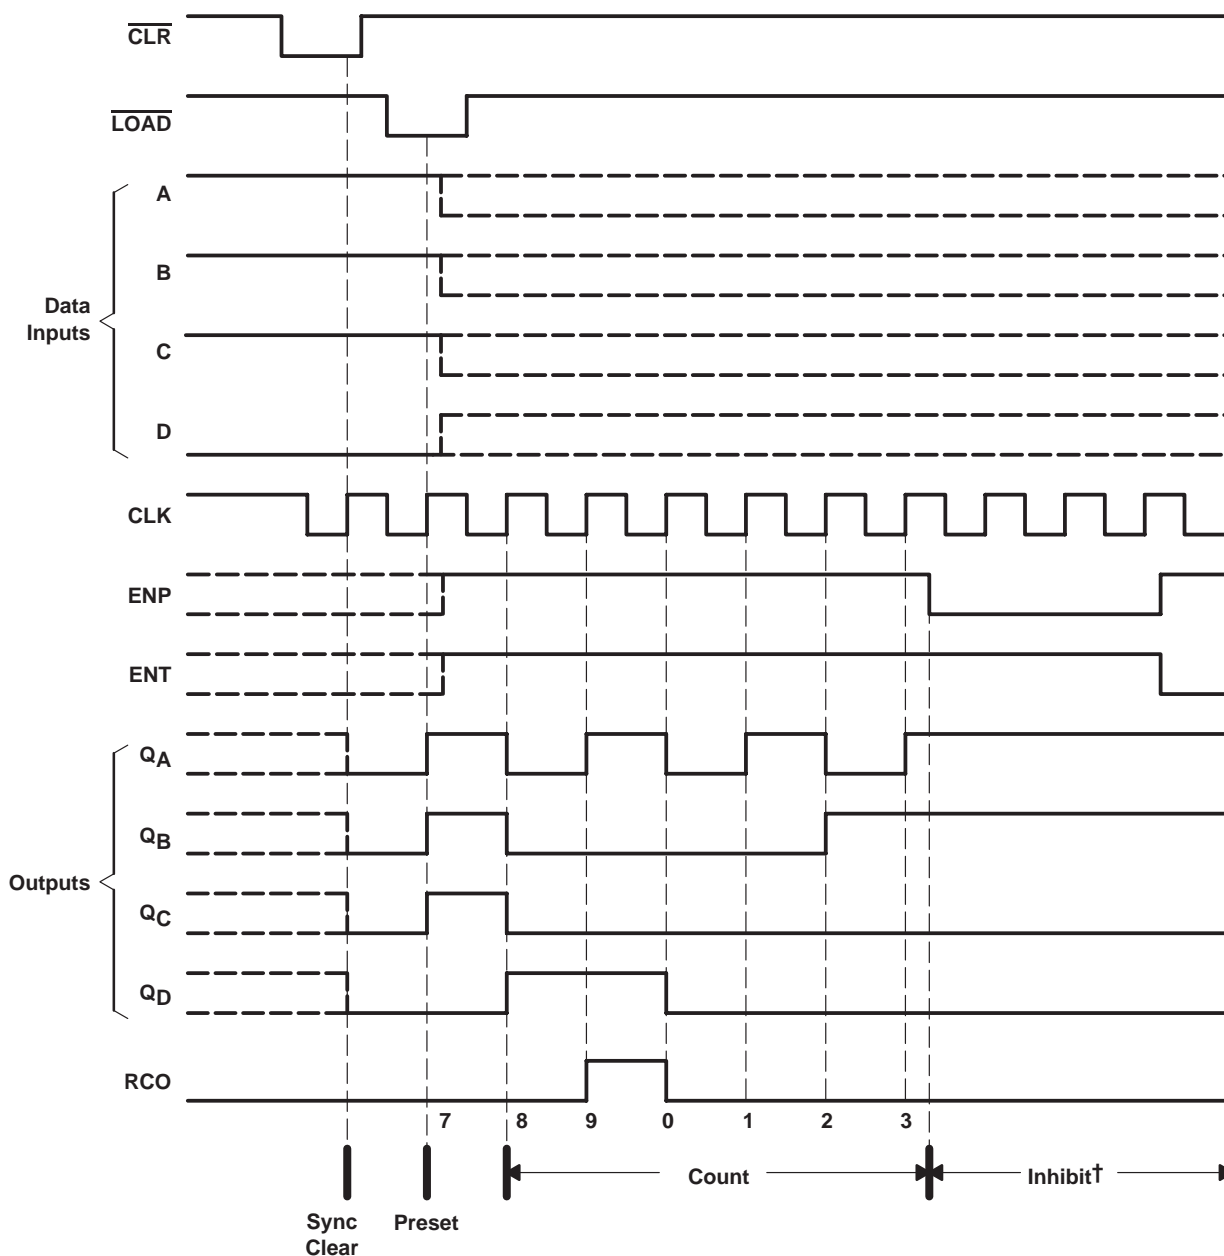 CLR
LOAD
A
B
Data
Inputs
C
D
CLK
ENP
ENT
QA
QB
Outputs
QC
QD
RCO
7 8 9 0 1 2 3
Count Inhibit†
Sync
Clear
Preset